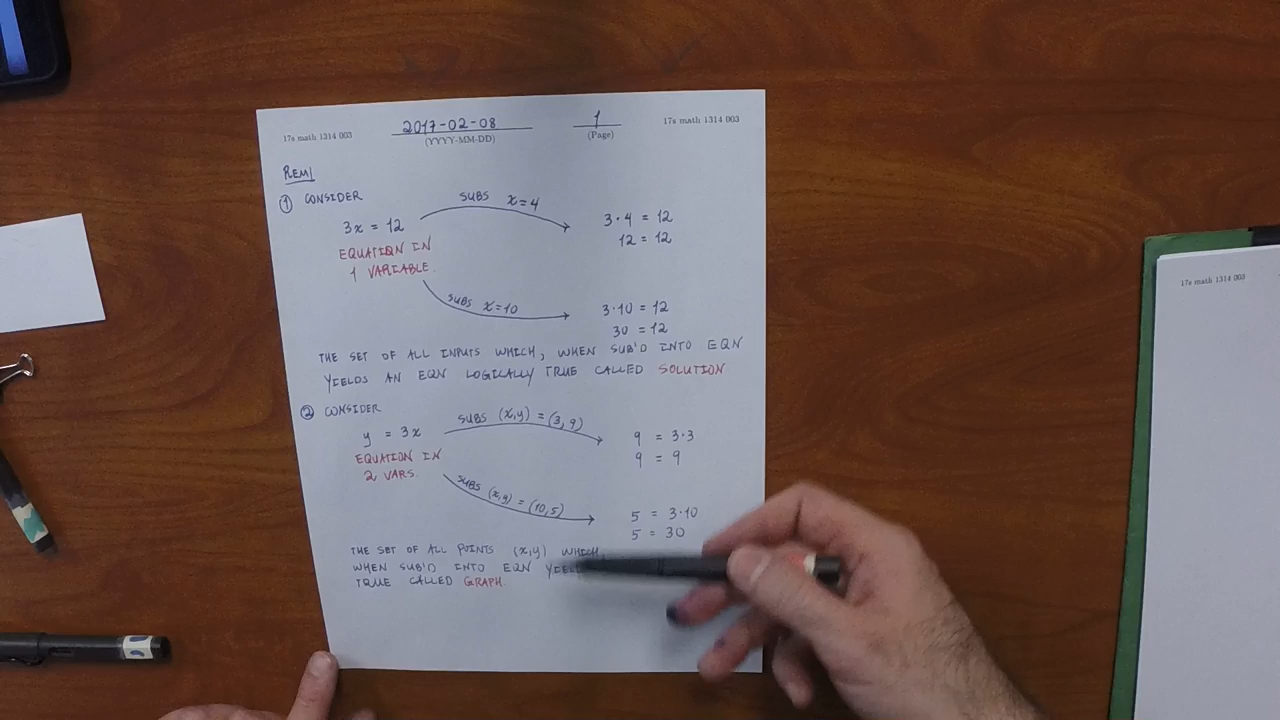 17s math 1314 003 2017-02-08 1 17s math 1314 003
(YYYY-MM-DD) (Page)
REM|
① CONSIDER
SUBS x=4
3x = 12
3·4 = 12
12 = 12
EQUATION IN
1 VARIABLE.
SUBS x=10
3·10 = 12
30 = 12
THE SET OF ALL INPUTS WHICH, WHEN SUB'D INTO EQN
YIELDS AN EQN LOGICALLY TRUE CALLED SOLUTION
② CONSIDER
SUBS (x,y) = (3,9)
y = 3x
9 = 3·3
9 = 9
EQUATION IN
2 VARS.
SUBS (x,y) = (10,5)
5 = 3·10
5 = 30
THE SET OF ALL POINTS (x,y) WHICH,
WHEN SUB'D INTO EQN
TRUE CALLED GRAPH.
17s math 1314 003